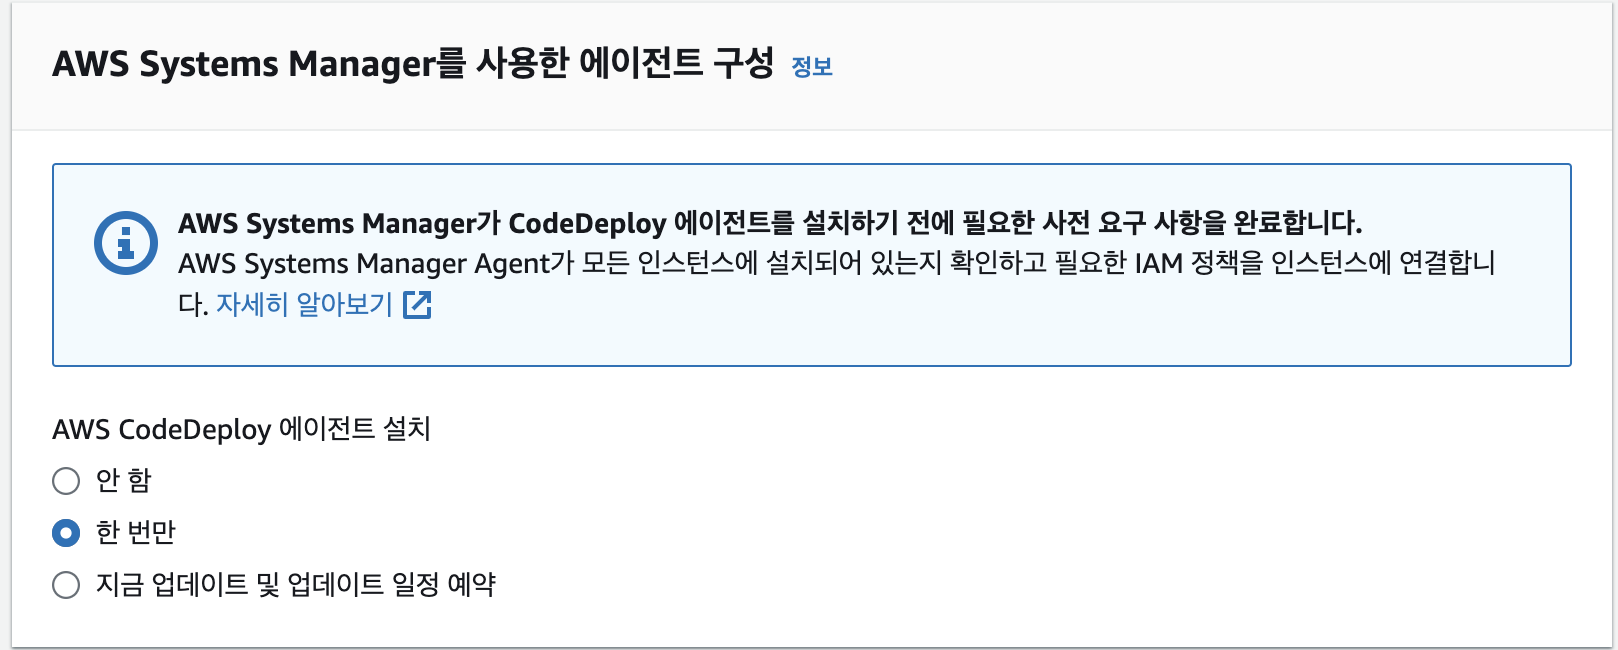 AWS Systems Manager를 사용한 에이전트 구성 정보
AWS Systems Manager가 CodeDeploy 에이전트를 설치하기 전에 필요한 사전 요구 사항을 완료합니다.
AWS Systems Manager Agent가 모든 인스턴스에 설치되어 있는지 확인하고 필요한 IAM 정책을 인스턴스에 연결합니
다. 자세히 알아보기
AWS CodeDeploy 에이전트 설치
안 함
한 번만
지금 업데이트 및 업데이트 일정 예약